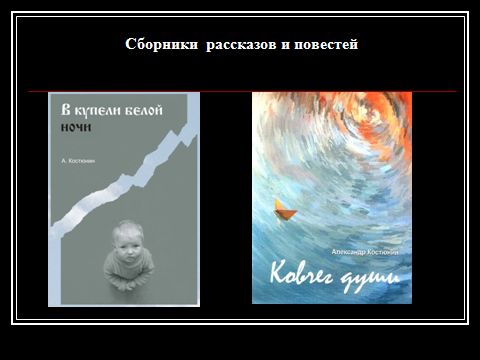 Сборники рассказов и повестей
В купели белой
ночи
А. Костюнин
Александр Костюнин
Ковчег души